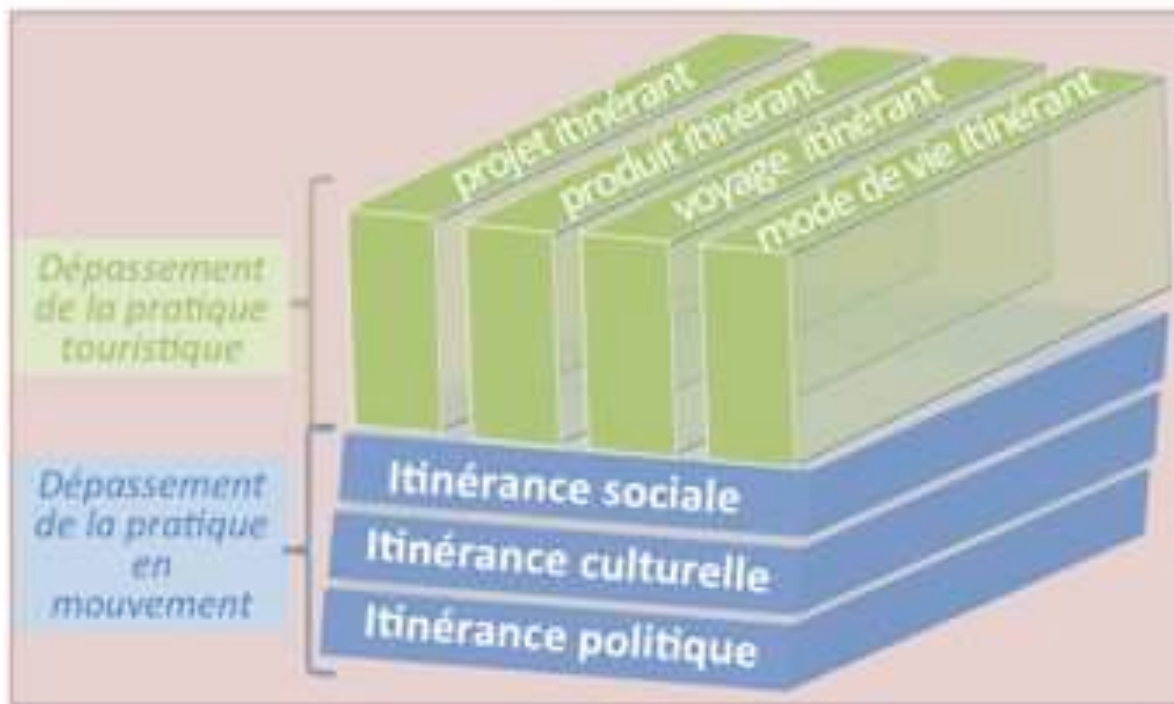 projet itinérant
produit itinérant
voyage itinérant
mode de vie itinérant
Dépassement
de la pratique
touristique
Dépassement
de la pratique
en
mouvement
Itinérance sociale
Itinérance culturelle
Itinérance politique